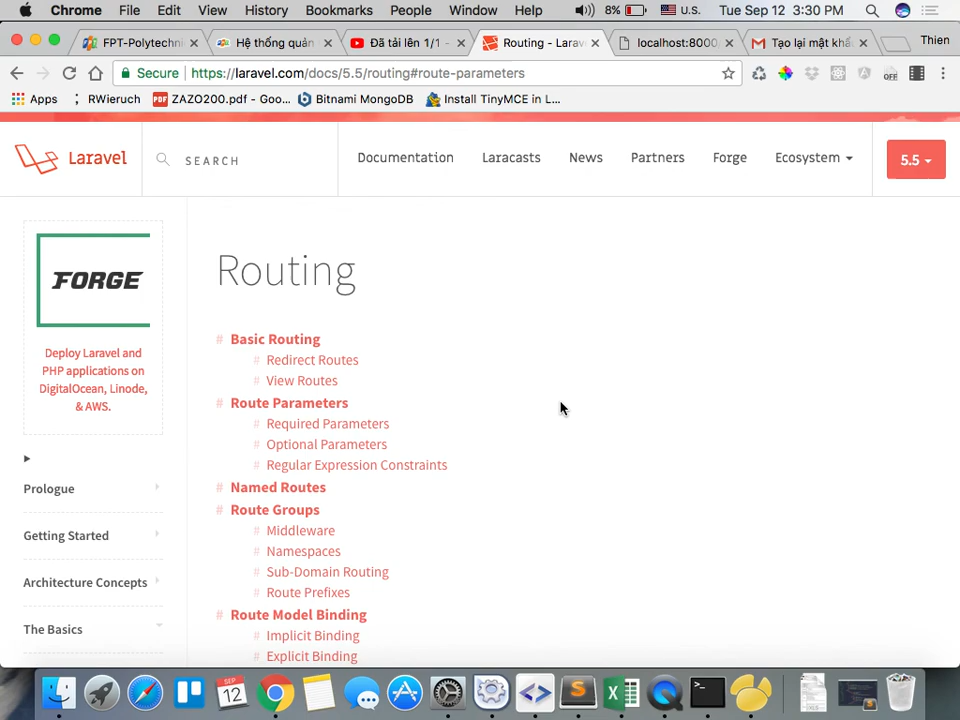 Chrome File Edit View History Bookmarks People Window Help 8% U.S. Tue Sep 12 3:30 PM
FPT-Polytechni Hệ thống quản Đã tải lên 1/1 - Routing - Larav localhost:8000 Tạo lại mật khẩ Thien
Secure https://laravel.com/docs/5.5/routing#route-parameters OFF
Apps RWieruch PDF ZAZO200.pdf - Goo... Bitnami MongoDB Install TinyMCE in L...
Laravel SEARCH Documentation Laracasts News Partners Forge Ecosystem 5.5
FORGE
Deploy Laravel and
PHP applications on
DigitalOcean, Linode,
& AWS.
Prologue
Getting Started
Architecture Concepts
The Basics
Routing
# Basic Routing
# Redirect Routes
# View Routes
# Route Parameters
# Required Parameters
# Optional Parameters
# Regular Expression Constraints
# Named Routes
# Route Groups
# Middleware
# Namespaces
# Sub-Domain Routing
# Route Prefixes
# Route Model Binding
# Implicit Binding
# Explicit Binding
SEP
12